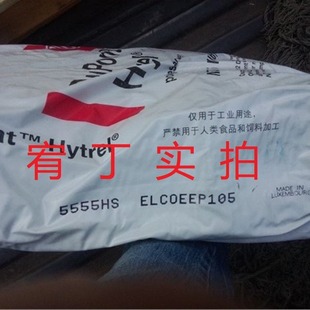 仅用于工业用途，
严禁用于人类食品和饲料加工
Hytrel®
宥丁实拍
5555HS ELCOEEP105
MADE IN
LUXEMBOURG